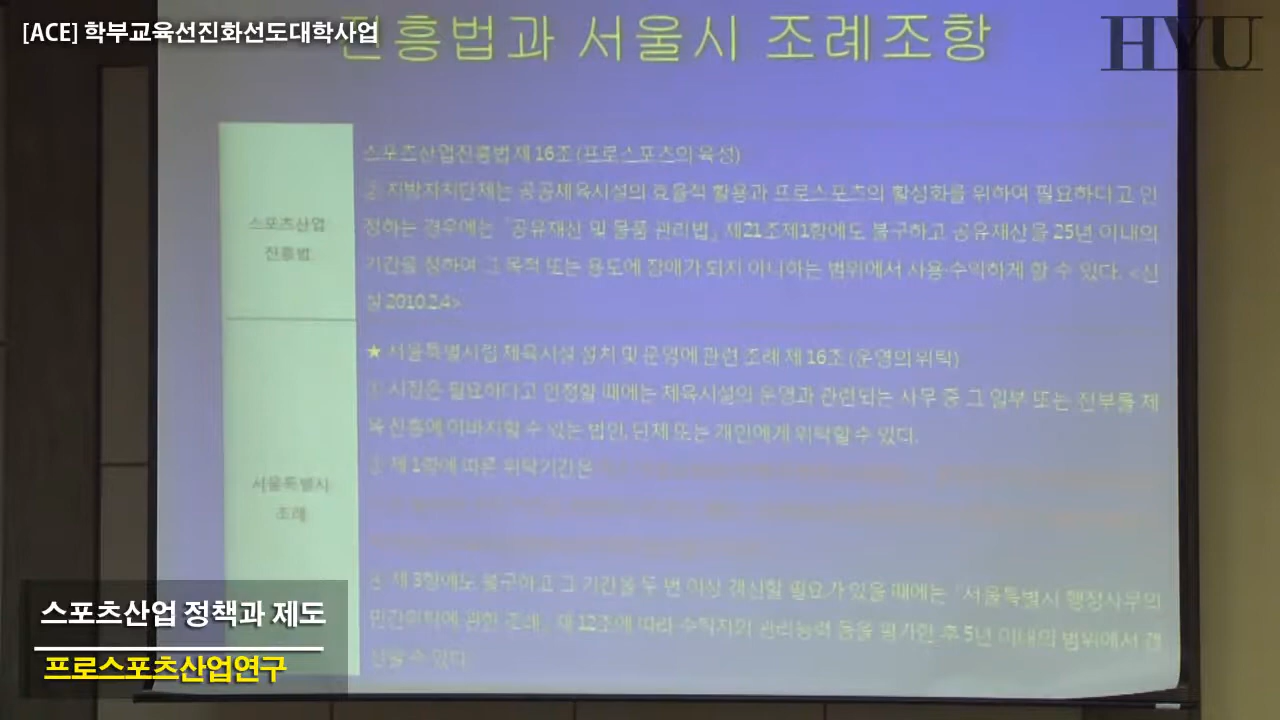 [ACE] 학부교육선진화선도대학사업
진흥법과 서울시 조례조항
HYU
스포츠산업진흥법 제 16조 (프로스포츠의 육성)
② 지방자치단체는 공공체육시설의 효율적 활용과 프로스포츠의 활성화를 위하여 필요하다고 인
스포츠산업
정하는 경우에는 「공유재산 및 물품 관리법」 제21조제1항에도 불구하고 공유재산을 25년 이내의
진흥법
기간을 정하여 그 목적 또는 용도에 장애가 되지 아니하는 범위에서 사용·수익하게 할 수 있다. <신
설 2010.2.4>
★ 서울특별시립 체육시설 설치 및 운영에 관련 조례 제 16조 (운영의 위탁)
① 시장은 필요하다고 인정할 때에는 체육시설의 운영과 관련되는 사무 중 그 일부 또는 전부를 체
육 진흥에 이바지할 수 있는 법인, 단체 또는 개인에게 위탁할 수 있다.
제 1항에 따른 위탁기간은
서울특별시
조례
④ 제 3항에도 불구하고 그 기간을 두 번 이상 갱신할 필요가 있을 때에는 「서울특별시 행정사무의
민간위탁에 관한 조례」 제 12조에 따라 수탁자의 관리능력 등을 평가한 후 5년 이내의 범위에서 갱
신할 수 있다.
스포츠산업 정책과 제도
프로스포츠산업연구